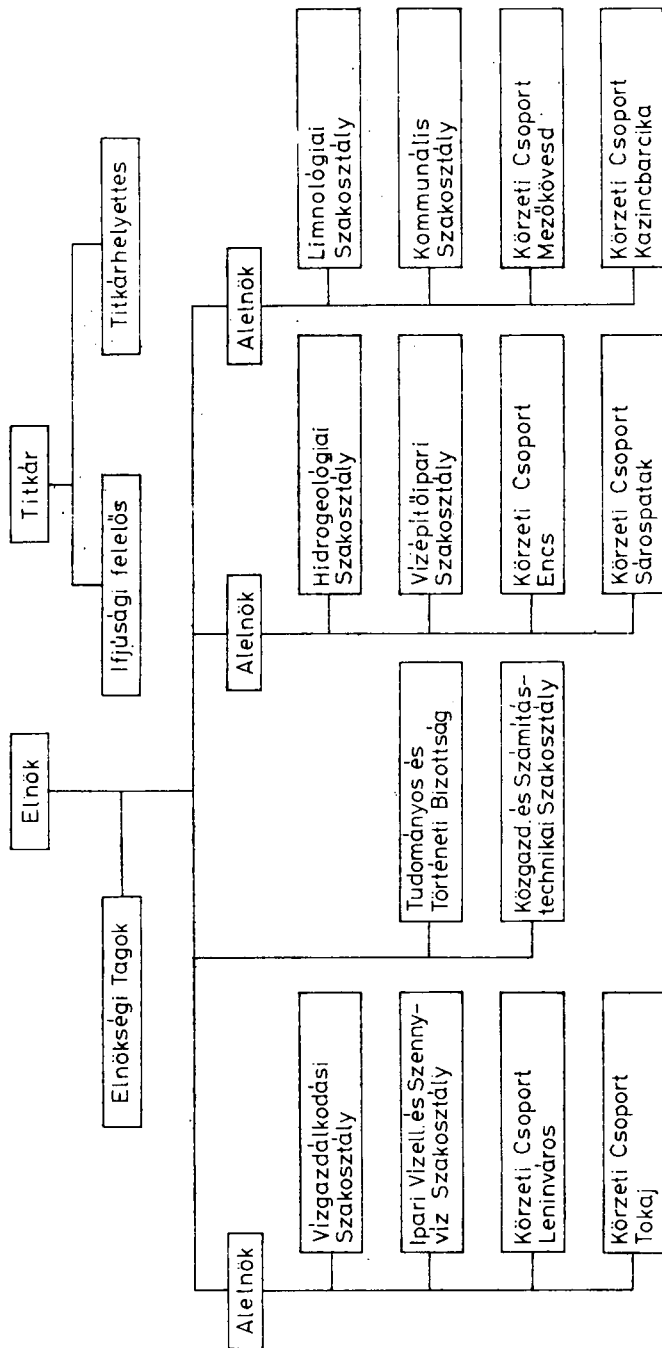 Elnök
Titkár
Elnökségi Tagok
Ifjúsági felelős
Titkárhelyettes
Alelnök
Vízgazdálkodási
Szakosztály
Ipari Vízell. és Szenny-
víz Szakosztály
Körzeti Csoport
Leninváros
Körzeti Csoport
Tokaj
Tudományos és
Történeti Bizottság
Közgazd. és Számítás-
technikai Szakosztály
Alelnök
Hidrogeológiai
Szakosztály
Vízépítőipari
Szakosztály
Körzeti Csoport
Encs
Körzeti Csoport
Sárospatak
Alelnök
Limnológiai
Szakosztály
Kommunális
Szakosztály
Körzeti Csoport
Mezőkövesd
Körzeti Csoport
Kazincbarcika